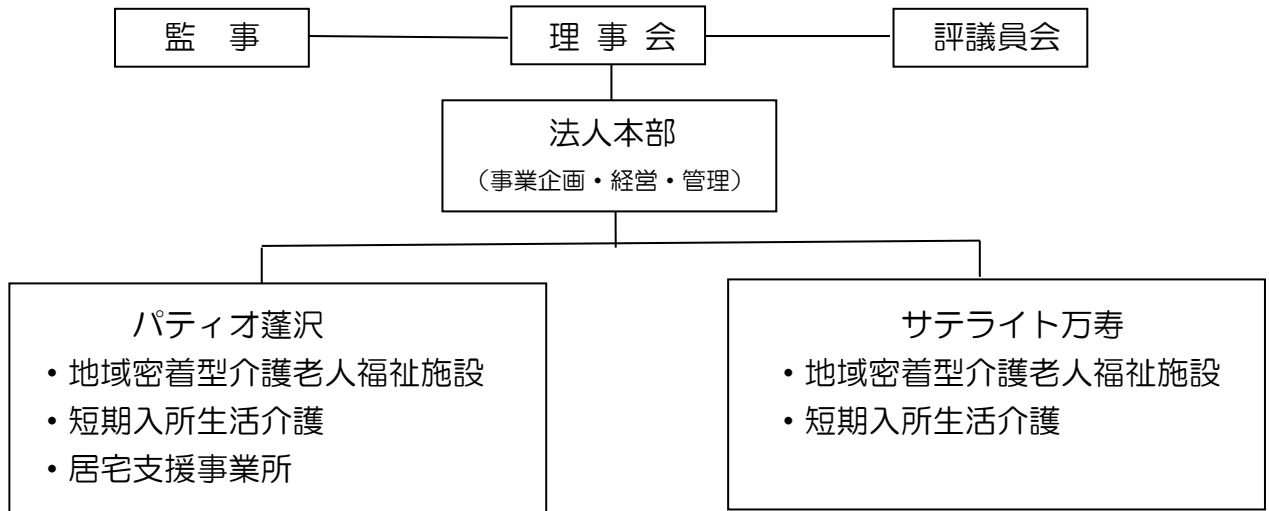 監　事
理 事 会
評議員会
法人本部
（事業企画・経営・管理）
パティオ蓬沢
・地域密着型介護老人福祉施設
・短期入所生活介護
・居宅支援事業所
サテライト万寿
・地域密着型介護老人福祉施設
・短期入所生活介護